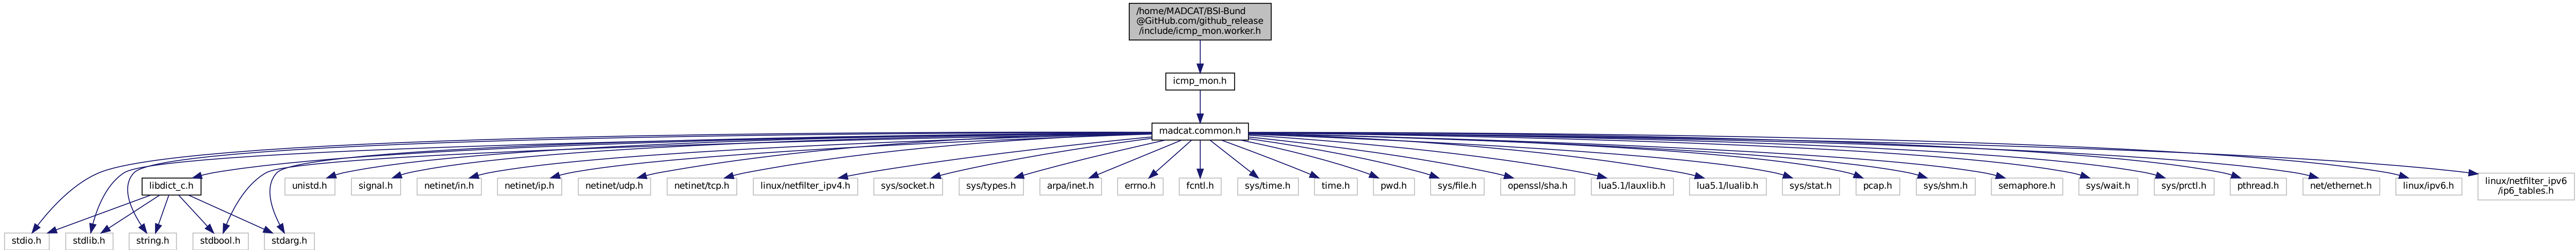 /home/MADCAT/BSI-Bund
@GitHub.com/github_release
/include/icmp_mon.worker.h
icmp_mon.h
madcat.common.h
libdict_c.h
unistd.h
signal.h
netinet/in.h
netinet/ip.h
netinet/udp.h
netinet/tcp.h
linux/netfilter_ipv4.h
sys/socket.h
sys/types.h
arpa/inet.h
errno.h
fcntl.h
sys/time.h
time.h
pwd.h
sys/file.h
openssl/sha.h
lua5.1/lauxlib.h
lua5.1/lualib.h
sys/stat.h
pcap.h
sys/shm.h
semaphore.h
sys/wait.h
sys/prctl.h
pthread.h
net/ethernet.h
linux/ipv6.h
linux/netfilter_ipv6
/ip6_tables.h
stdio.h
stdlib.h
string.h
stdbool.h
stdarg.h